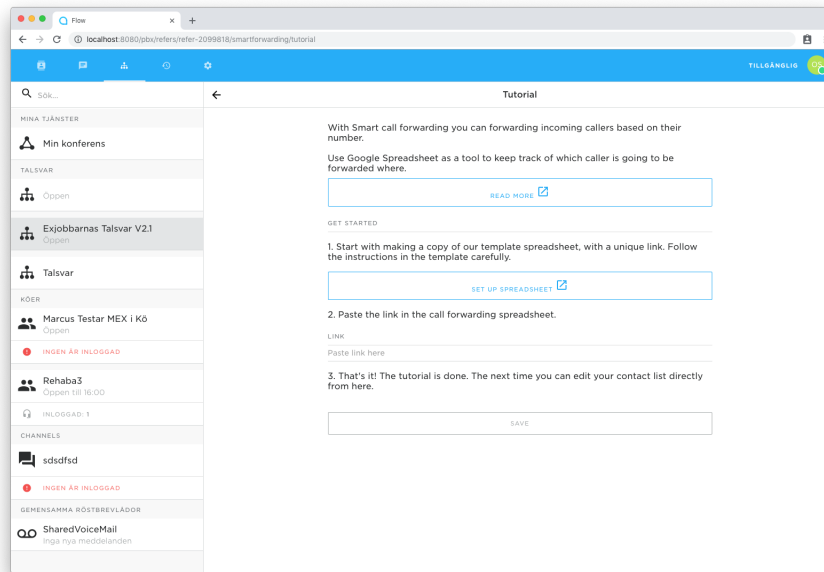 Flow
localhost:8080/pbx/refers/refer-2099818/smartforwarding/tutorial
TILLGÄNGLIG
OS
Sök...
Tutorial
MINA TJÄNSTER
Min konferens
TALSVAR
Öppen
Exjobbarnas Talsvar V2.1
Öppen
Talsvar
KÖER
Marcus Testar MEX i Kö
Öppen
INGEN ÄR INLOGGAD
Rehaba3
Öppen till 16:00
INLOGGAD: 1
CHANNELS
sdsdfsd
INGEN ÄR INLOGGAD
GEMENSAMMA RÖSTBREVLÅDOR
SharedVoiceMail
Inga nya meddelanden
With Smart call forwarding you can forwarding incoming callers based on their
number.
Use Google Spreadsheet as a tool to keep track of which caller is going to be
forwarded where.
READ MORE
GET STARTED
1. Start with making a copy of our template spreadsheet, with a unique link. Follow
the instructions in the template carefully.
SET UP SPREADSHEET
2. Paste the link in the call forwarding spreadsheet.
LINK
Paste link here
3. That's it! The tutorial is done. The next time you can edit your contact list directly
from here.
SAVE